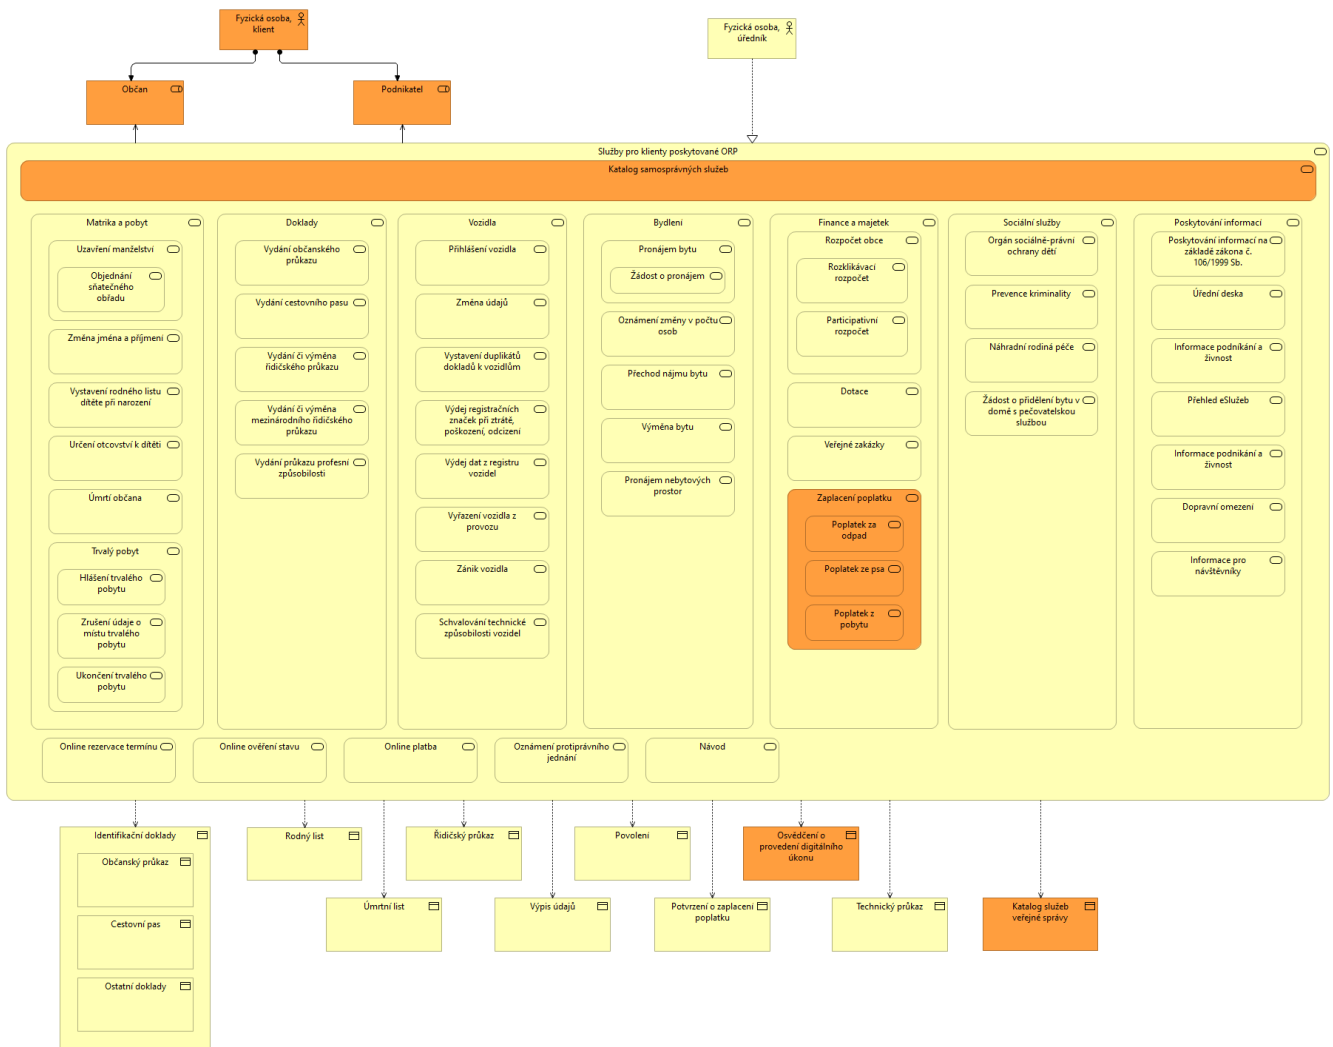 Fyzická osoba,
klient
Fyzická osoba,
úředník
Občan
Podnikatel
Služby pro klienty poskytované ORP
Katalog samosprávných služeb
Matrika a pobyt
Uzavření manželství
Objednání
sňatečného
obřadu
Změna jména a příjmení
Vystavení rodného listu
dítěte při narození
Určení otcovství k dítěti
Úmrtí občana
Trvalý pobyt
Hlášení trvalého
pobytu
Zrušení údaje o
místu trvalého
pobytu
Ukončení trvalého
pobytu
Doklady
Vydání občanského
průkazu
Vydání cestovního pasu
Vydání či výměna
řidičského průkazu
Vydání či výměna
mezinárodního řidičského
průkazu
Vydání průkazu profesní
způsobilosti
Vozidla
Přihlášení vozidla
Změna údajů
Vystavení duplikátů
dokladů k vozidlům
Výdej registračních
značek při ztrátě,
poškození, odcizení
Výdej dat z registru
vozidel
Vyřazení vozidla z
provozu
Zánik vozidla
Schvalování technické
způsobilosti vozidel
Bydlení
Pronájem bytu
Žádost o pronájem
Oznámení změny v počtu
osob
Přechod nájmu bytu
Výměna bytu
Pronájem nebytových
prostor
Finance a majetek
Rozpočet obce
Rozklikávací
rozpočet
Participativní
rozpočet
Dotace
Veřejné zakázky
Zaplacení poplatku
Poplatek za
odpad
Poplatek ze psa
Poplatek z
pobytu
Sociální služby
Orgán sociálně-právní
ochrany dětí
Prevence kriminality
Náhradní rodiná péče
Žádost o přidělení bytu v
domě s pečovatelskou
službou
Poskytování informací
Poskytování informací na
základě zákona č.
106/1999 Sb.
Úřední deska
Informace podníkání a
živnost
Přehled eSlužeb
Informace podnikání a
živnost
Dopravní omezení
Informace pro
návštěvníky
Online rezervace termínu
Online ověření stavu
Online platba
Oznámení protiprávního
jednání
Návod
Identifikační doklady
Občanský průkaz
Cestovní pas
Ostatní doklady
Rodný list
Úmrtní list
Řidičský průkaz
Výpis údajů
Povolení
Potvrzení o zaplacení
poplatku
Osvědčení o
provedení digitálního
úkonu
Technický průkaz
Katalog služeb
veřejné správy